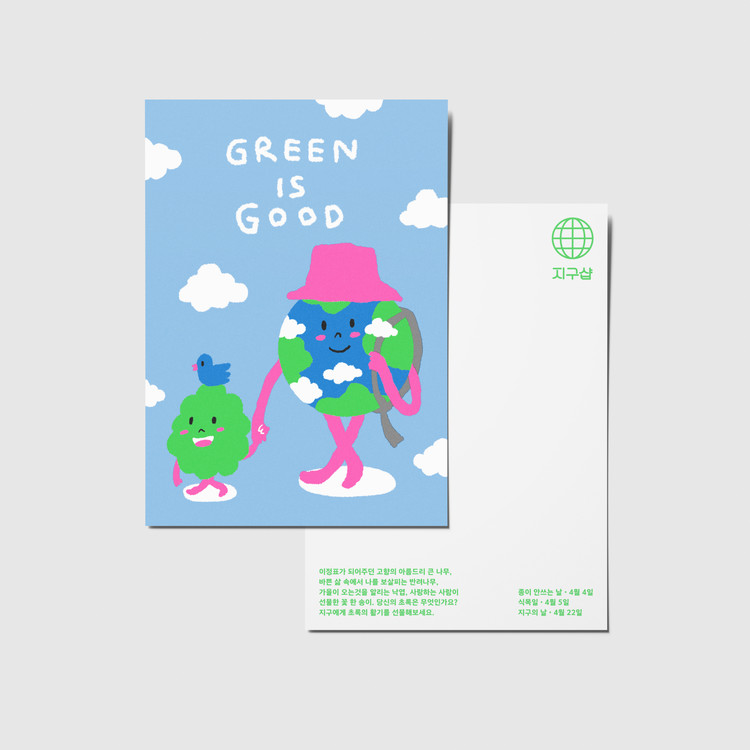 GREEN
IS
GOOD
지구샵
이정표가 되어주던 고향의 아름드리 큰 나무,
바쁜 삶 속에서 나를 보살피는 반려나무,
가을이 오는것을 알리는 낙엽, 사랑하는 사람이
선물한 꽃 한 송이. 당신의 초록은 무엇인가요?
지구에게 초록의 활기를 선물해보세요.
종이 안쓰는 날 · 4월 4일
식목일 · 4월 5일
지구의 날 · 4월 22일